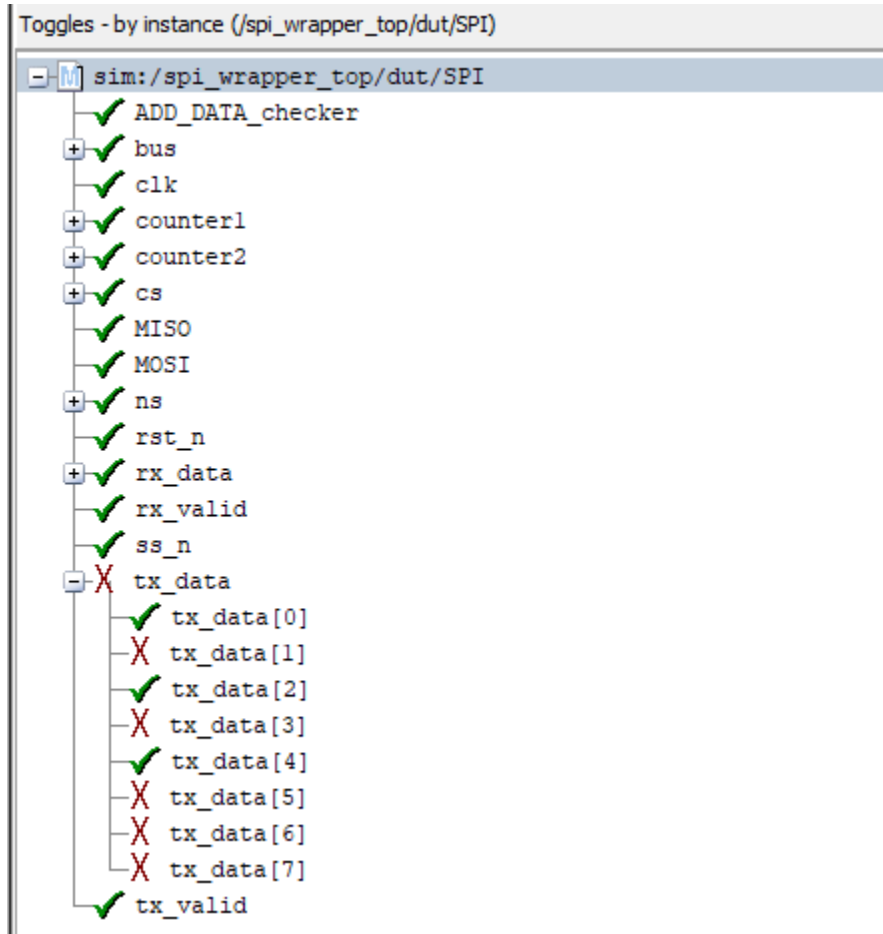 Toggles - by instance (/spi_wrapper_top/dut/SPI)
sim:/spi_wrapper_top/dut/SPI
ADD_DATA_checker
bus
clk
counter1
counter2
cs
MISO
MOSI
ns
rst_n
rx_data
rx_valid
ss_n
tx_data
tx_data[0]
tx_data[1]
tx_data[2]
tx_data[3]
tx_data[4]
tx_data[5]
tx_data[6]
tx_data[7]
tx_valid